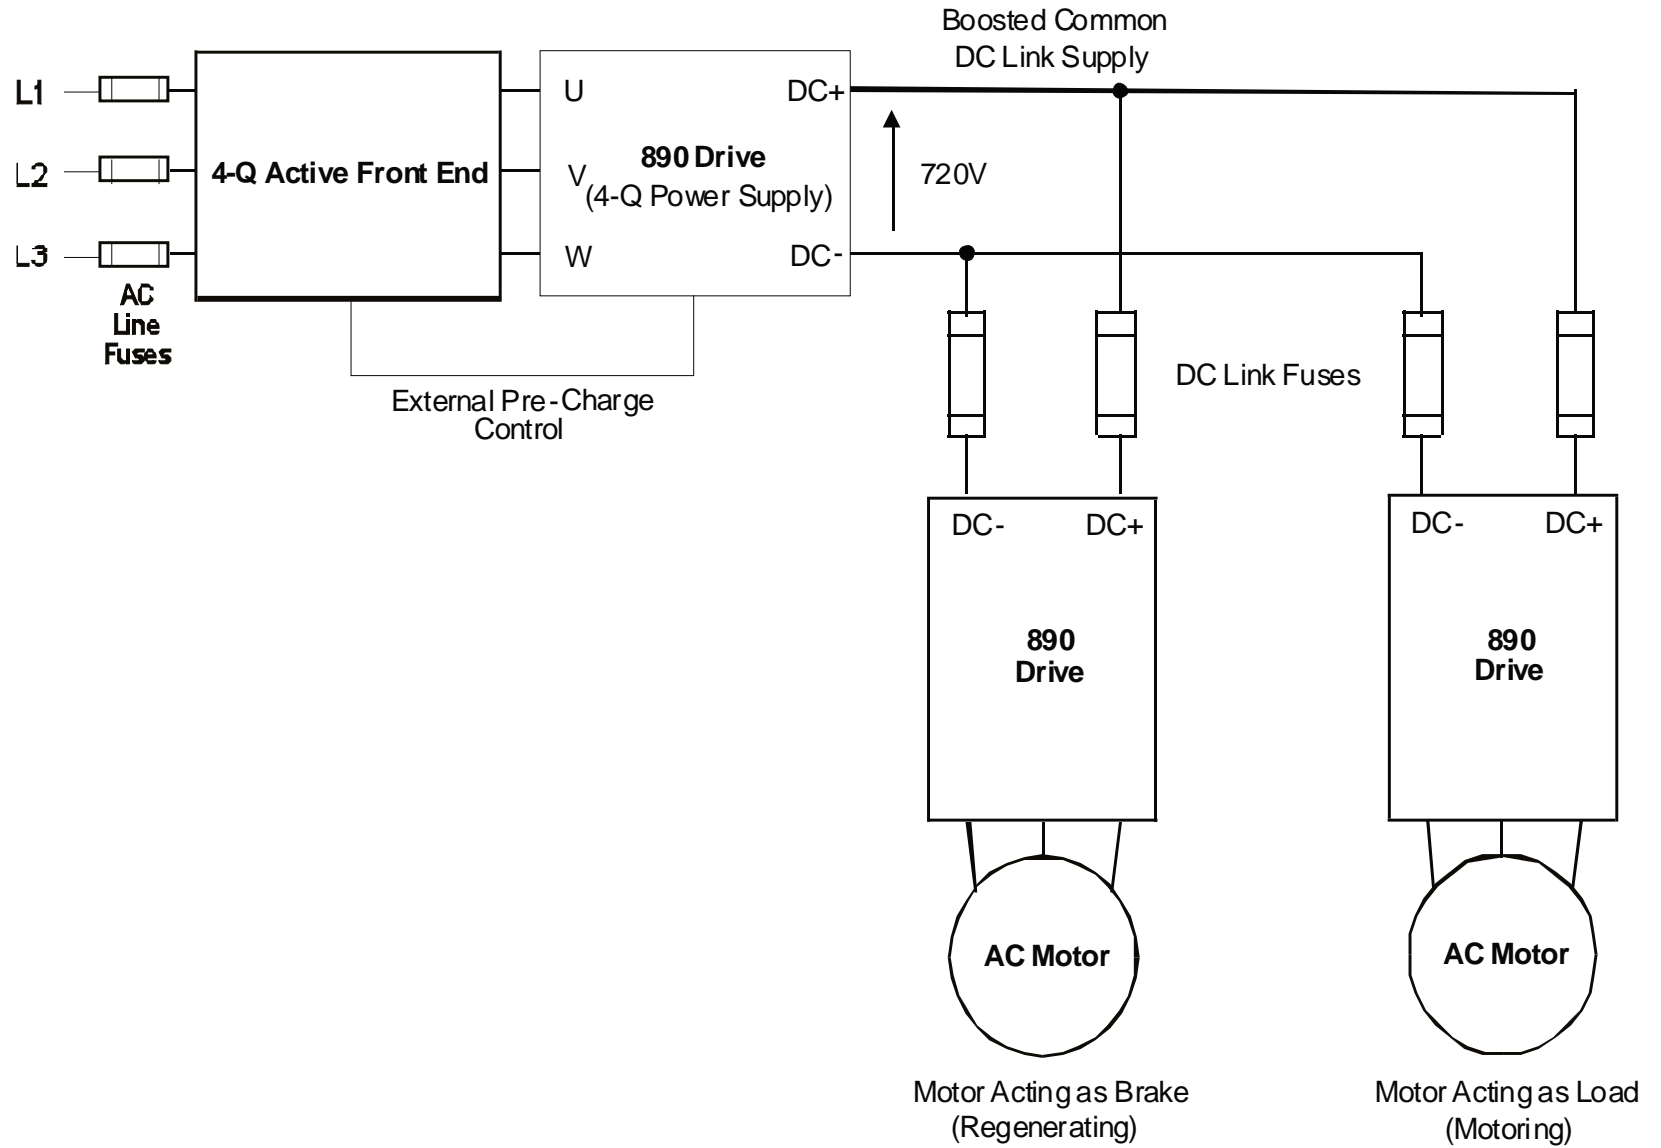 Boosted Common
DC Link Supply
L1
L2
L3
AC
Line
Fuses
4-Q Active Front End
U
V
W
890 Drive
(4-Q Power Supply)
DC+
DC-
720V
External Pre-Charge
Control
DC Link Fuses
DC-
DC+
890
Drive
AC Motor
Motor Acting as Brake
(Regenerating)
DC-
DC+
890
Drive
AC Motor
Motor Acting as Load
(Motoring)